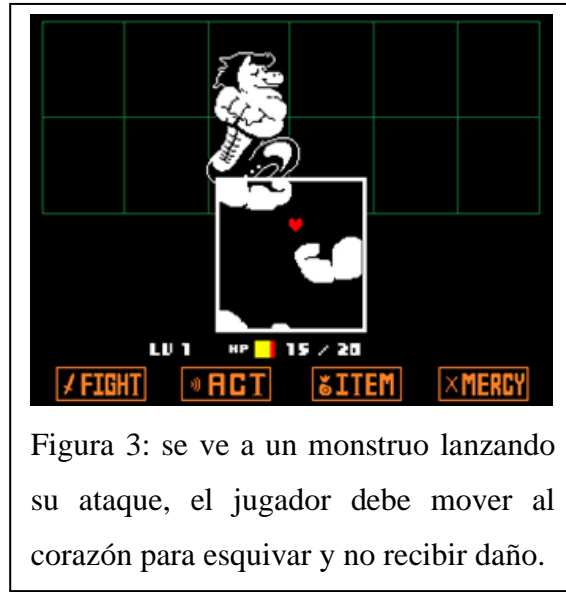 LV 1 HP 15 / 20
FIGHT ACT ITEM MERCY
Figura 3: se ve a un monstruo lanzando
su ataque, el jugador debe mover al
corazón para esquivar y no recibir daño.